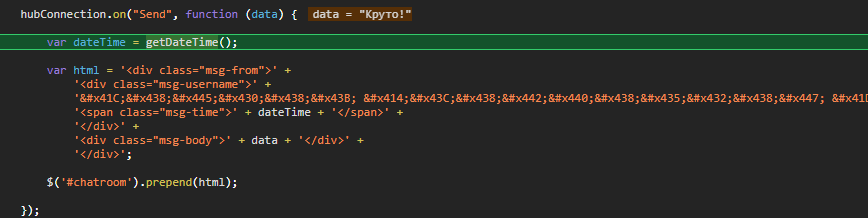 hubConnection.on("Send", function (data) { data = "Круто!"
var dateTime = getDateTime();
var html = '<div class="msg-from">' +
'<div class="msg-username">' +
'&#x41C;&#x438;&#x445;&#x430;&#x438;&#x43B; &#x414;&#x43C;&#x438;&#x442;&#x440;&#x438;&#x435;&#x432;&#x438;&#x447; &#x41D
'<span class="msg-time">' + dateTime + '</span>' +
'</div>' +
'<div class="msg-body">' + data + '</div>' +
'</div>';
$('#chatroom').prepend(html);
});